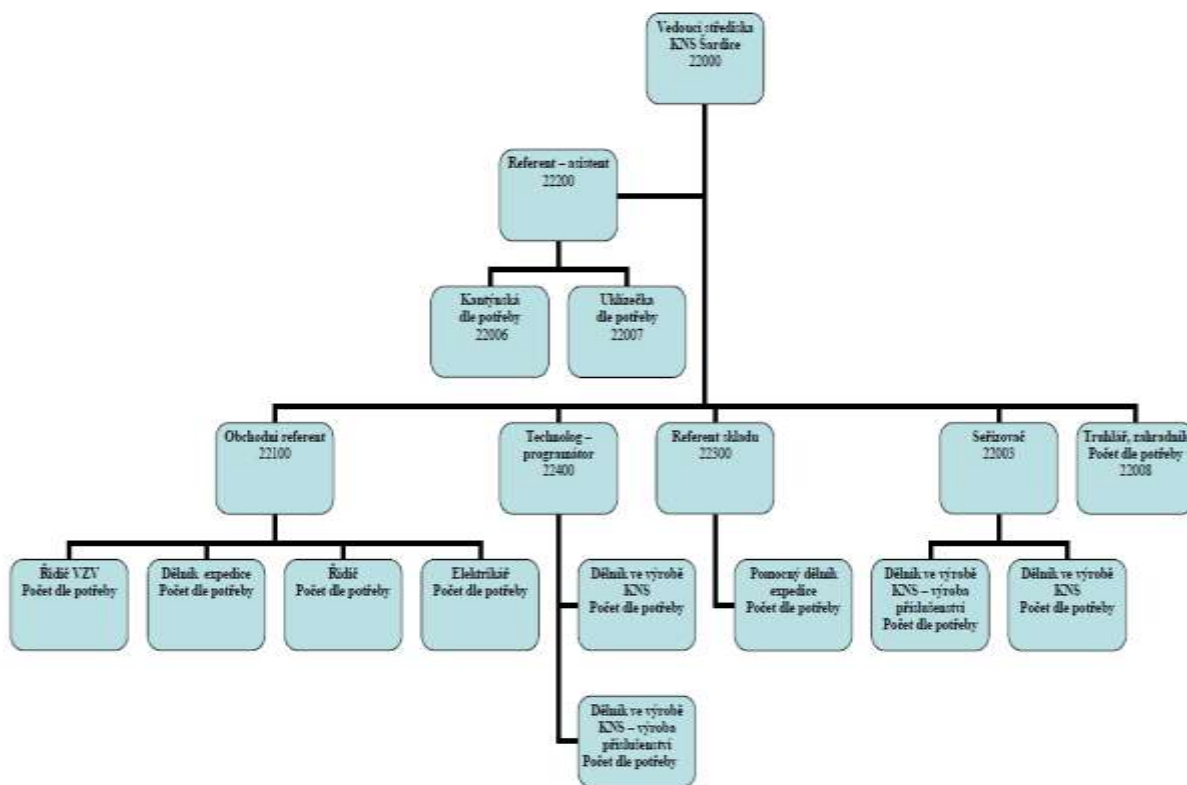 Vedoucí střediska
KNS Šardice
22000
Referent – asistent
22200
Kantýnská
dle potřeby
22006
Uklízečka
dle potřeby
22007
Obchodní referent
22100
Technolog –
programátor
22400
Referent skladu
22300
Seřizovač
22003
Truhlář, zahradník
Počet dle potřeby
22008
Řidič VZV
Počet dle potřeby
Dělník expedice
Počet dle potřeby
Řidič
Počet dle potřeby
Elektrikář
Počet dle potřeby
Dělník ve výrobě
KNS
Počet dle potřeby
Pomocný dělník
expedice
Počet dle potřeby
Dělník ve výrobě
KNS – výroba
příslušenství
Počet dle potřeby
Dělník ve výrobě
KNS
Počet dle potřeby
Dělník ve výrobě
KNS – výroba
příslušenství
Počet dle potřeby